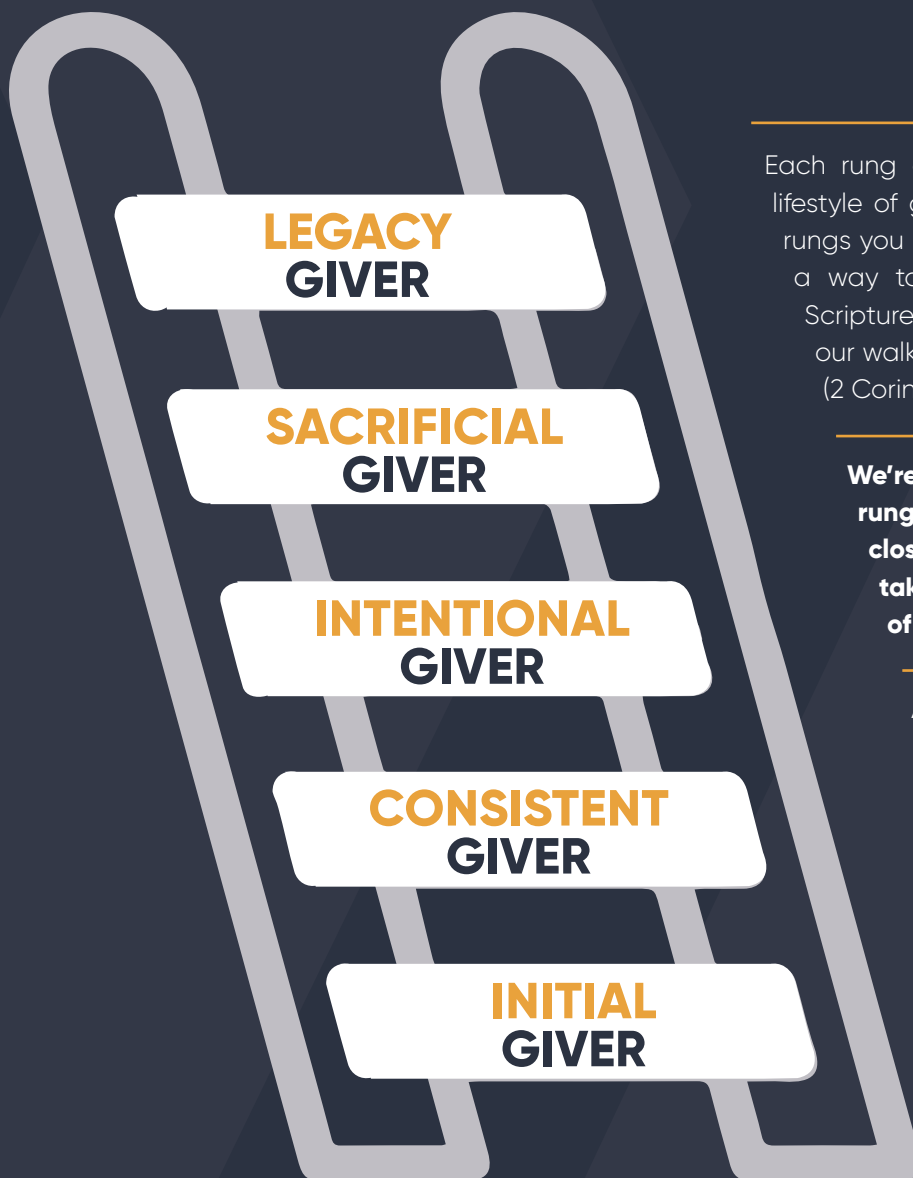 LEGACY
GIVER
SACRIFICIAL
GIVER
INTENTIONAL
GIVER
CONSISTENT
GIVER
INITIAL
GIVER
Each rung
lifestyle of
rungs you
a way
Scripture
our walk
(2 Corin
We're
rung
clos
tak
of